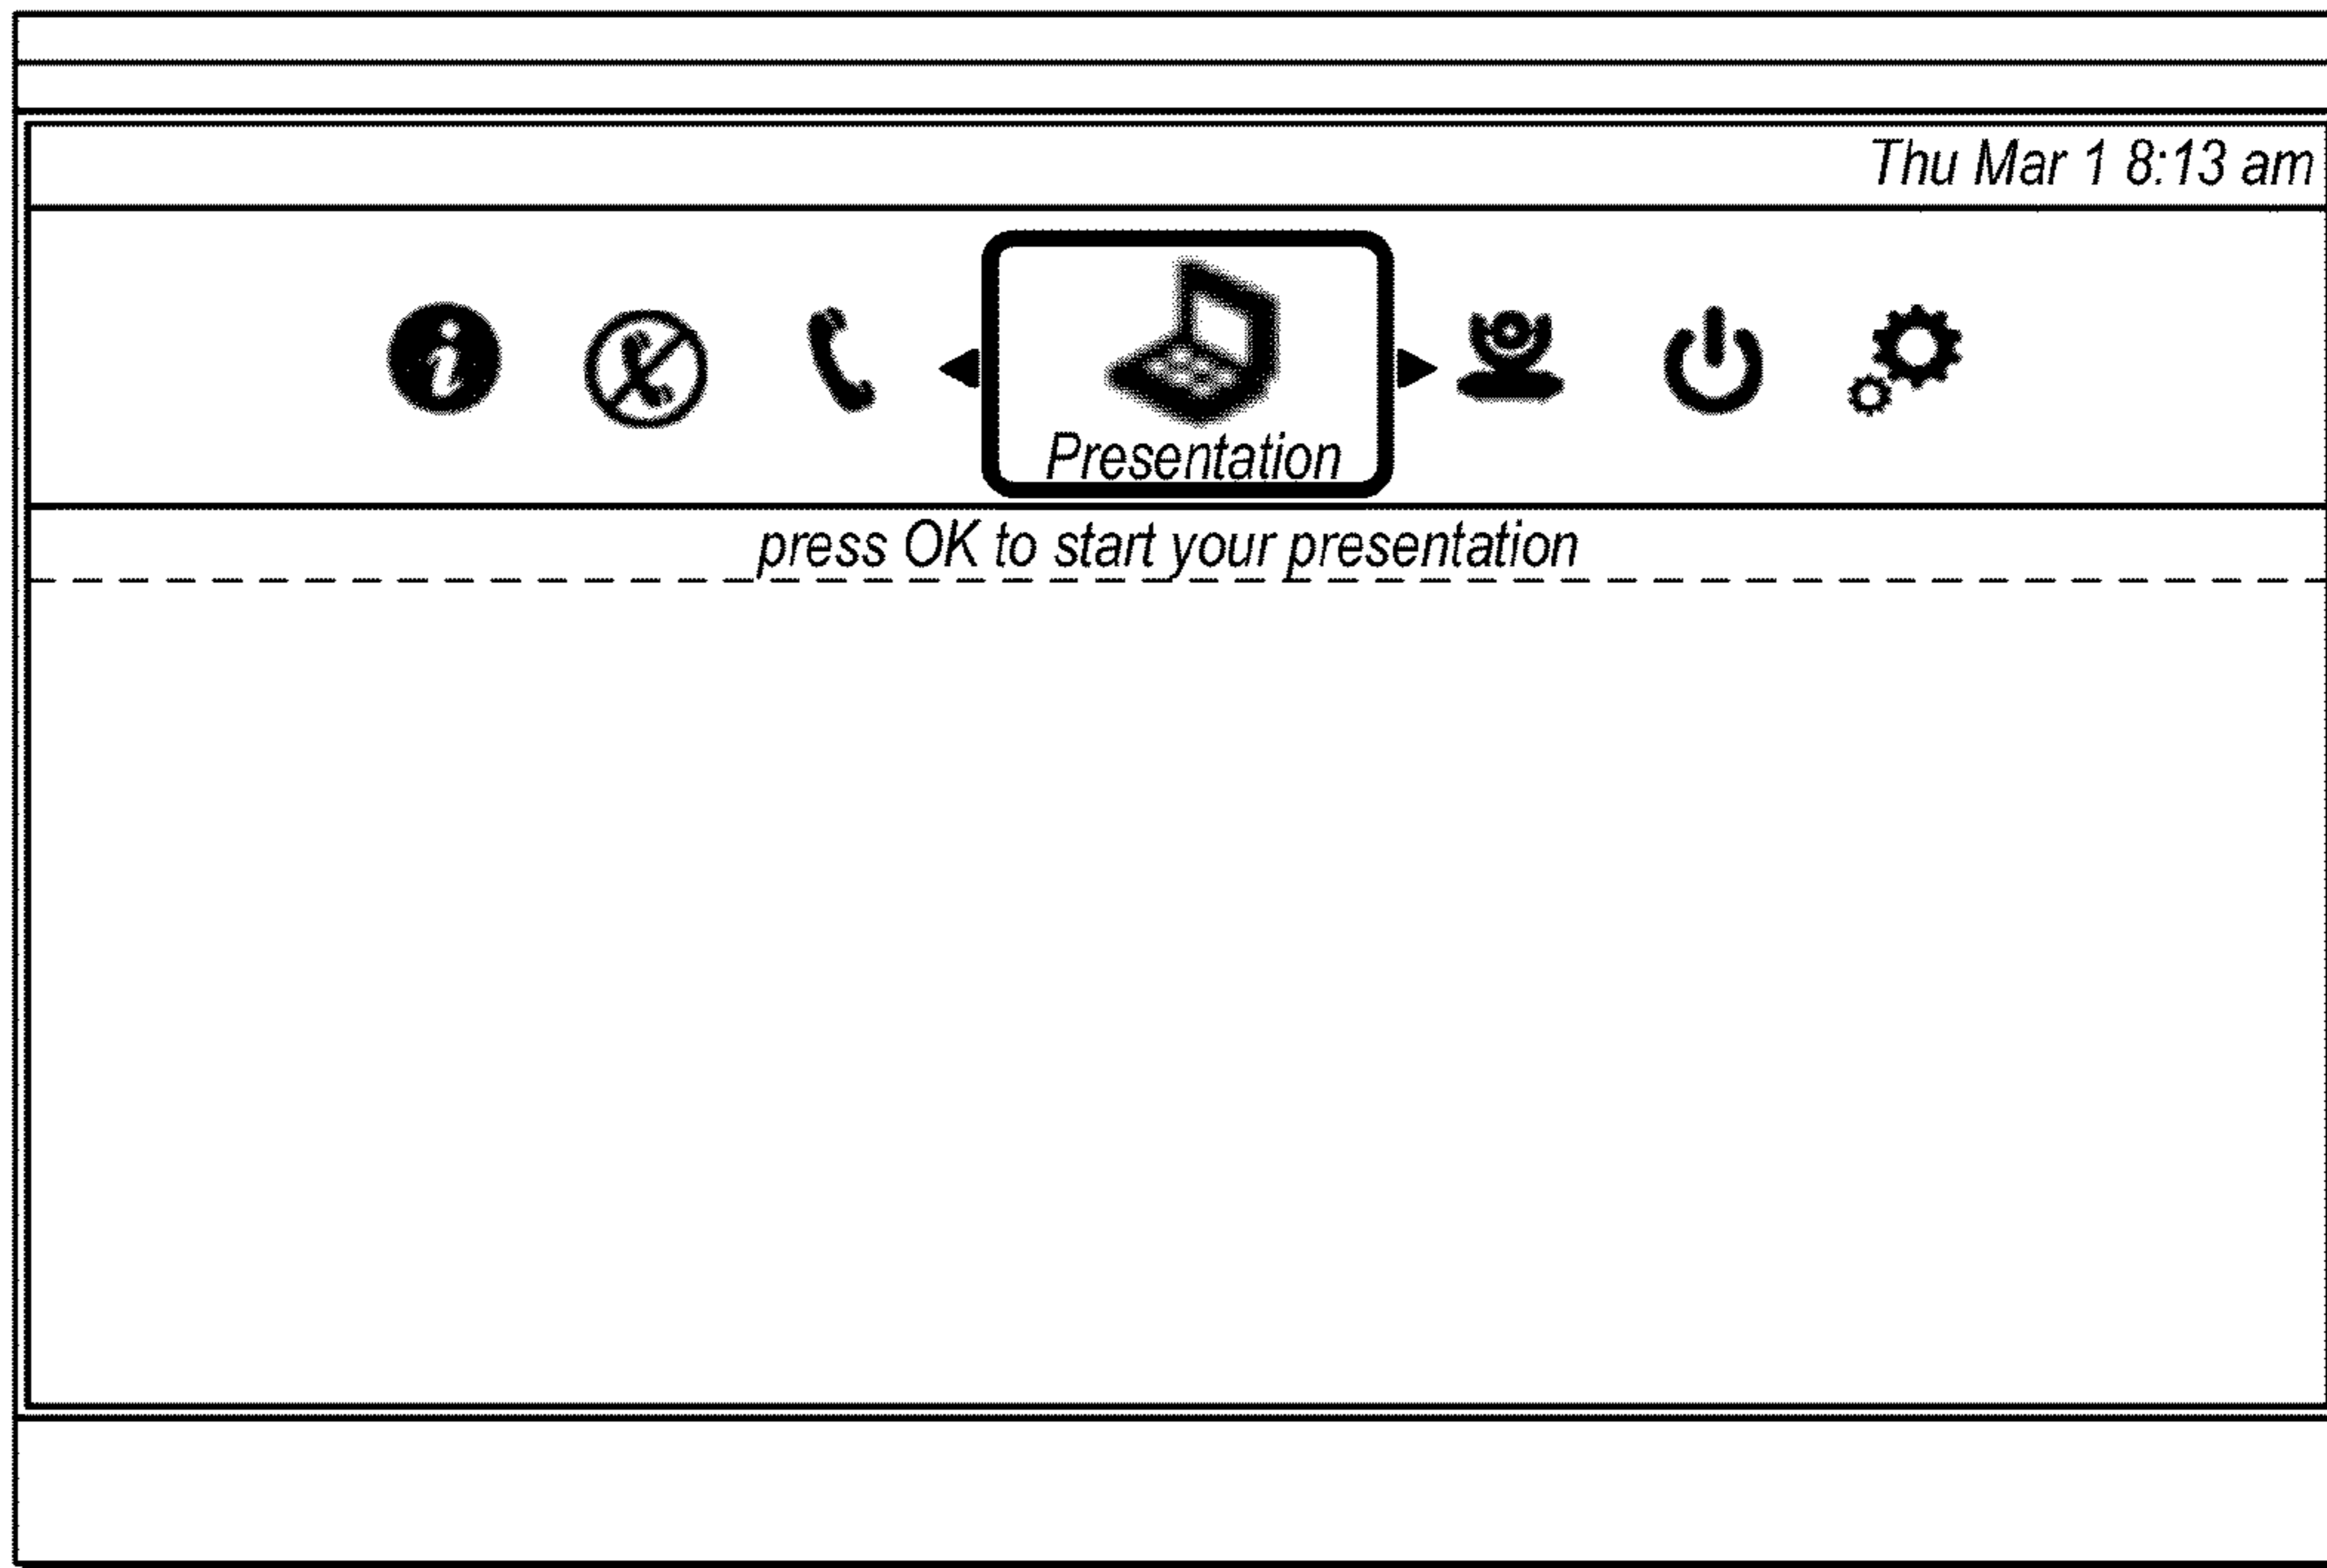 Thu Mar 1 8:13 am
Presentation
press OK to start your presentation